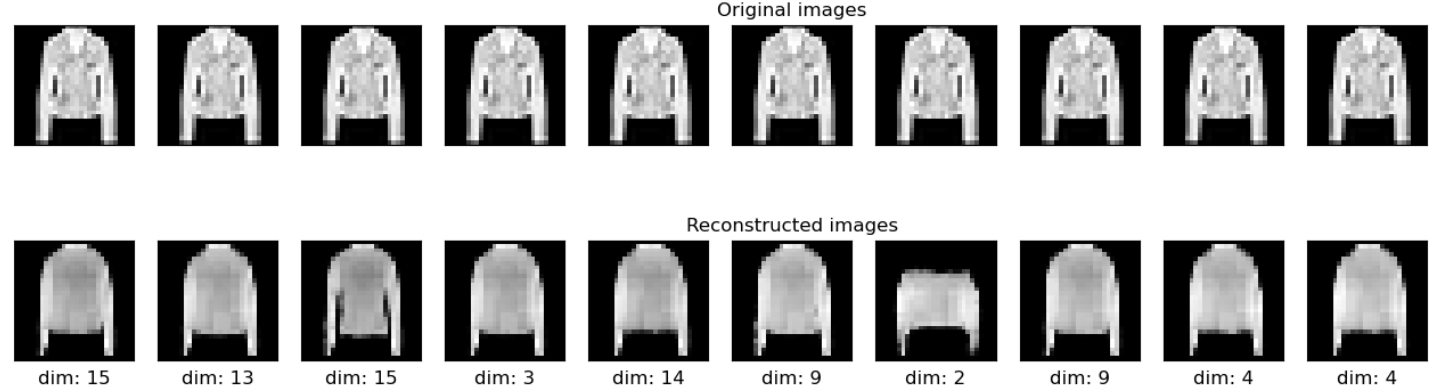 Original images
Reconstructed images
dim: 15 dim: 13 dim: 15 dim: 3 dim: 14 dim: 9 dim: 2 dim: 9 dim: 4 dim: 4